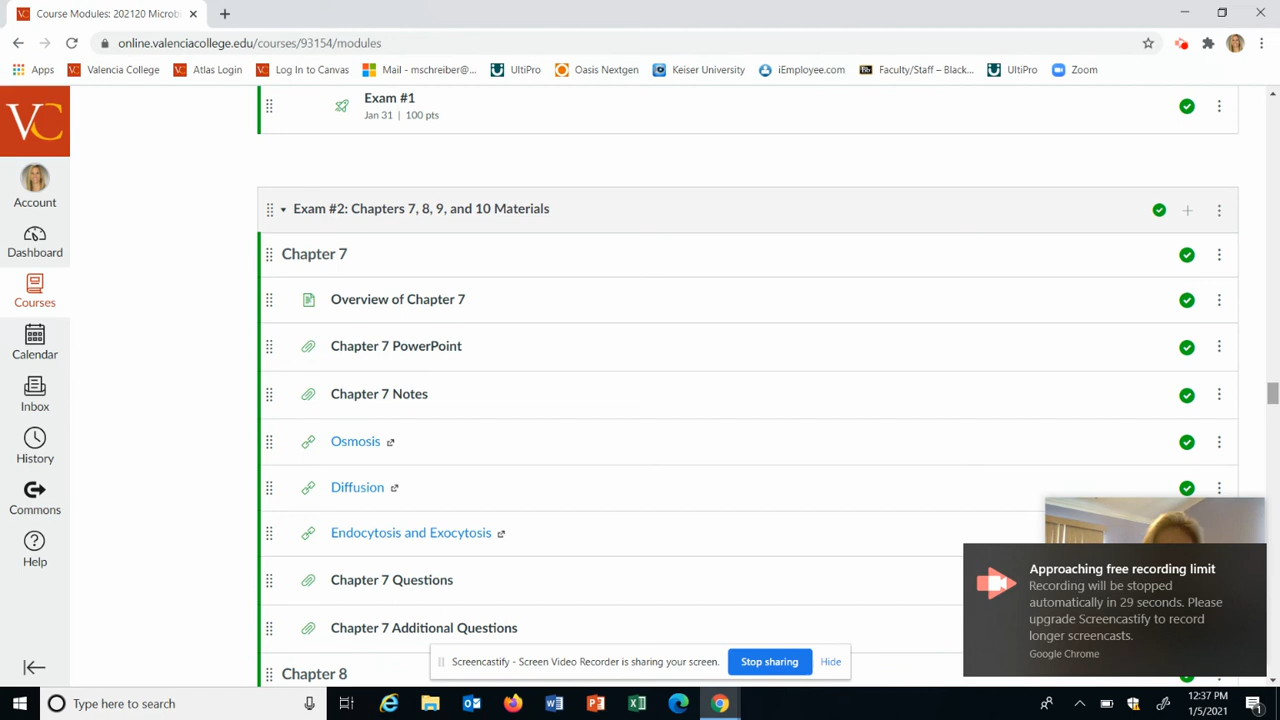 Course Modules: 202120 Microbi
online.valenciacollege.edu/courses/93154/modules
Apps
Valencia College
Atlas Login
Log In to Canvas
Mail - mschreiber@...
UltiPro
Oasis Nextgen
Keiser University
iEmployee.com
Faculty/Staff – Black...
UltiPro
Zoom
VC
Account
Dashboard
Courses
Calendar
Inbox
History
Commons
Help
Exam #1
Jan 31 | 100 pts
Exam #2: Chapters 7, 8, 9, and 10 Materials
Chapter 7
Overview of Chapter 7
Chapter 7 PowerPoint
Chapter 7 Notes
Osmosis
Diffusion
Endocytosis and Exocytosis
Chapter 7 Questions
Chapter 7 Additional Questions
Chapter 8
Approaching free recording limit
Recording will be stopped
automatically in 29 seconds. Please
upgrade Screencastify to record
longer screencasts.
Google Chrome
Screencastify - Screen Video Recorder is sharing your screen.
Stop sharing
Hide
Type here to search
12:37 PM
1/5/2021
1